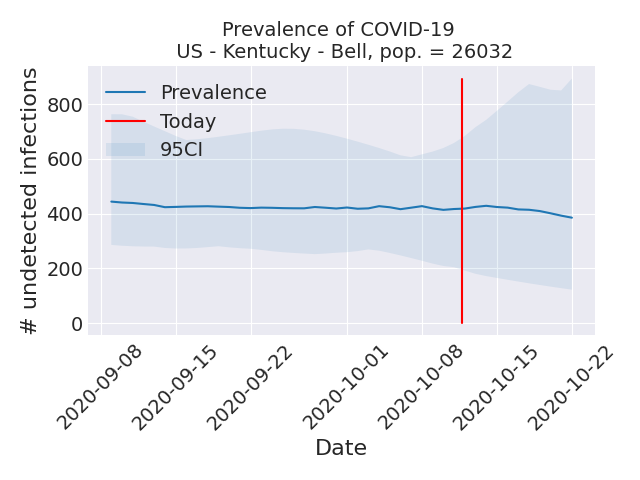 Prevalence of COVID-19
US - Kentucky - Bell, pop. = 26032
# undetected infections
800
600
400
200
0
Prevalence
Today
95CI
2020-09-08
2020-09-15
2020-09-22
2020-10-01
2020-10-08
2020-10-15
2020-10-22
Date